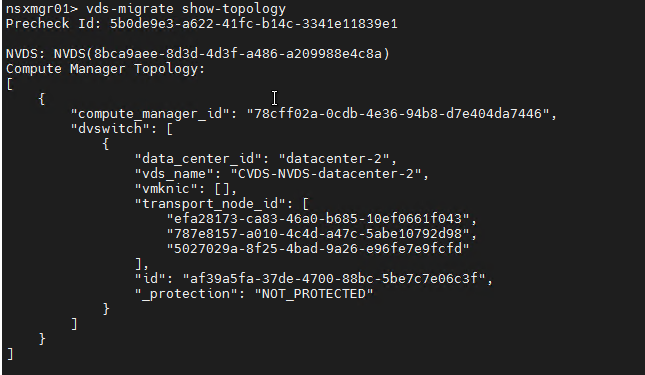 nsxmgr01> vds-migrate show-topology
Precheck Id: 5b0de9e3-a622-41fc-b14c-3341e11839e1
NVDS: NVDS(8bca9aee-8d3d-4d3f-a486-a209988e4c8a)
Compute Manager Topology:
[
    {
        "compute_manager_id": "78cff02a-0cdb-4e36-94b8-d7e404da7446",
        "dvswitch": [
            {
                "data_center_id": "datacenter-2",
                "vds_name": "CVDS-NVDS-datacenter-2",
                "vmknic": [],
                "transport_node_id": [
                    "efa28173-ca83-46a0-b685-10ef0661f043",
                    "787e8157-a010-4c4d-a47c-5abe10792d98",
                    "5027029a-8f25-4bad-9a26-e96fe7e9fcfd"
                ],
                "id": "af39a5fa-37de-4700-88bc-5be7c7e06c3f",
                "_protection": "NOT_PROTECTED"
            }
        ]
    }
]